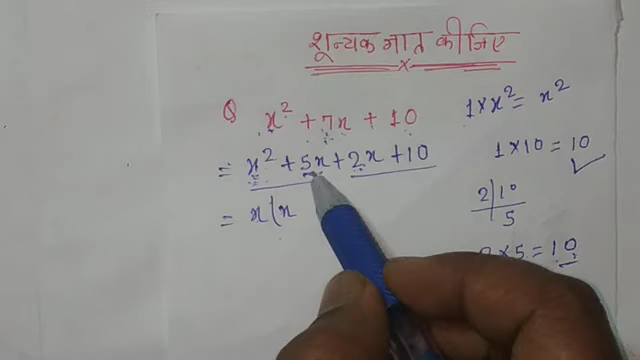 शून्यक ज्ञात कीजिए
x
Q x² + 7x + 10
= x² + 5x + 2x + 10
= x(x
1 × x² = x²
1 × 10 = 10
2|10
5
2 × 5 = 10